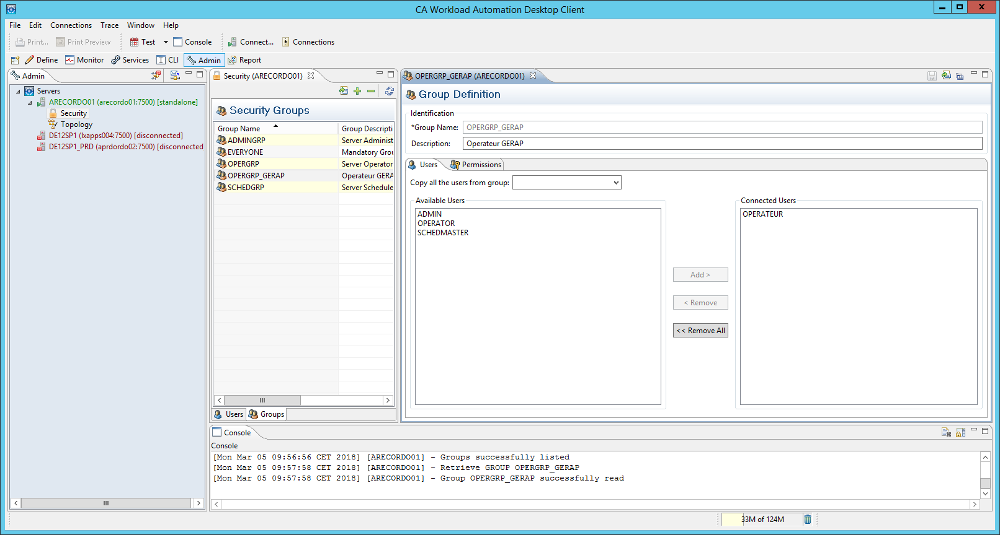 CA Workload Automation Desktop Client
File Edit Connections Trace Window Help
Print... Print Preview Test Console Connect... Connections
Define Monitor Services CLI Admin Report
Admin
Servers
ARECORDO01 (arecordo01:7500) [standalone]
Security
Topology
DE12SP1 (lxapps004:7500) [disconnected]
DE12SP1_PRD (aprdordo02:7500) [disconnected
Security (ARECORDO01)
Security Groups
Group Name Group Descripti
ADMINGRP Server Administ
EVERYONE Mandatory Grou
OPERGRP Server Operator
OPERGRP_GERAP Operateur GERA
SCHEDGRP Server Schedule
Users Groups
OPERGRP_GERAP (ARECORDO01)
Group Definition
Identification
*Group Name: OPERGRP_GERAP
Description: Operateur GERAP
Users Permissions
Copy all the users from group:
Available Users
ADMIN
OPERATOR
SCHEDMASTER
Add >
< Remove
<< Remove All
Connected Users
OPERATEUR
Console
Console
[Mon Mar 05 09:56:56 CET 2018] [ARECORDO01] - Groups successfully listed
[Mon Mar 05 09:57:58 CET 2018] [ARECORDO01] - Retrieve GROUP OPERGRP_GERAP
[Mon Mar 05 09:57:58 CET 2018] [ARECORDO01] - Group OPERGRP_GERAP successfully read
33M of 124M